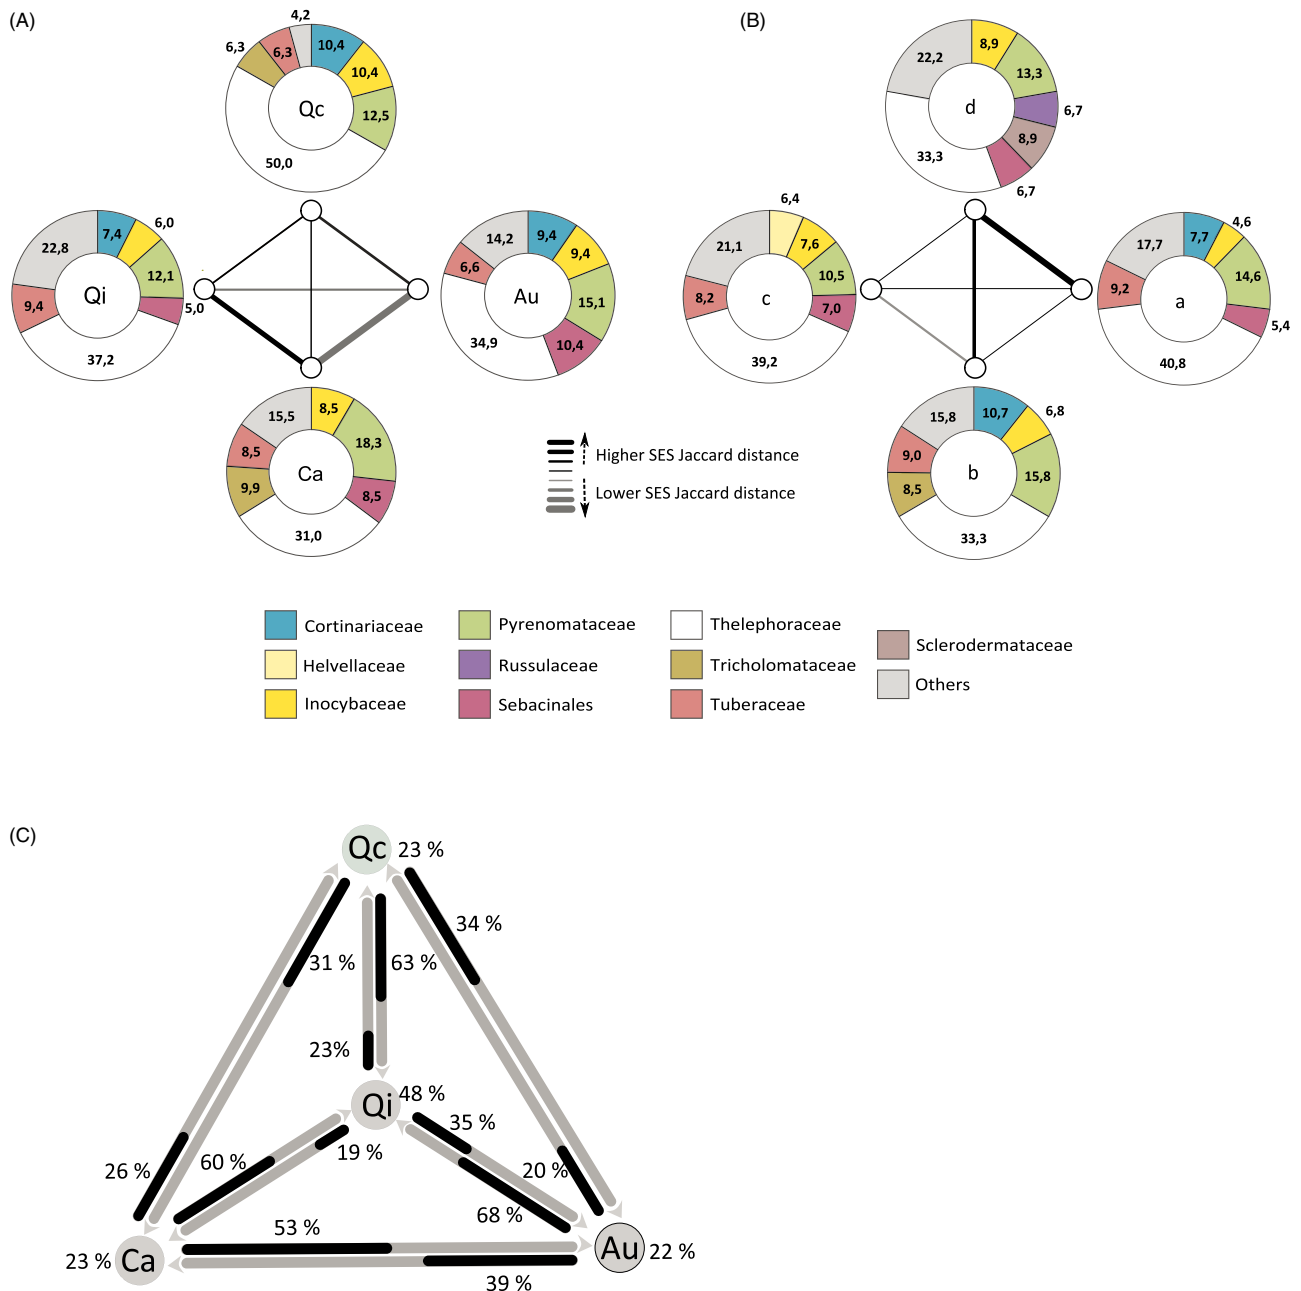 (A)
4,2
6,3
6,3
10,4
10,4
12,5
50,0
Qc
22,8
7,4
6,0
12,1
5,0
37,2
9,4
Qi
14,2
9,4
9,4
15,1
10,4
34,9
6,6
Au
15,5
8,5
18,3
8,5
31,0
9,9
8,5
Ca
(B)
22,2
8,9
13,3
6,7
8,9
6,7
33,3
d
21,1
6,4
7,6
10,5
7,0
39,2
8,2
c
17,7
7,7
4,6
14,6
5,4
40,8
9,2
a
15,8
10,7
6,8
15,8
33,3
8,5
9,0
b
Higher SES Jaccard distance
Lower SES Jaccard distance
Cortinariaceae
Helvellaceae
Inocybaceae
Pyrenomataceae
Russulaceae
Sebacinales
Thelephoraceae
Tricholomataceae
Tuberaceae
Sclerodermataceae
Others
(C)
Qc 23 %
34 %
31 %
63 %
23%
Qi 48 %
35 %
26 %
60 %
19 %
20 %
68 %
53 %
23 % Ca
Au 22 %
39 %